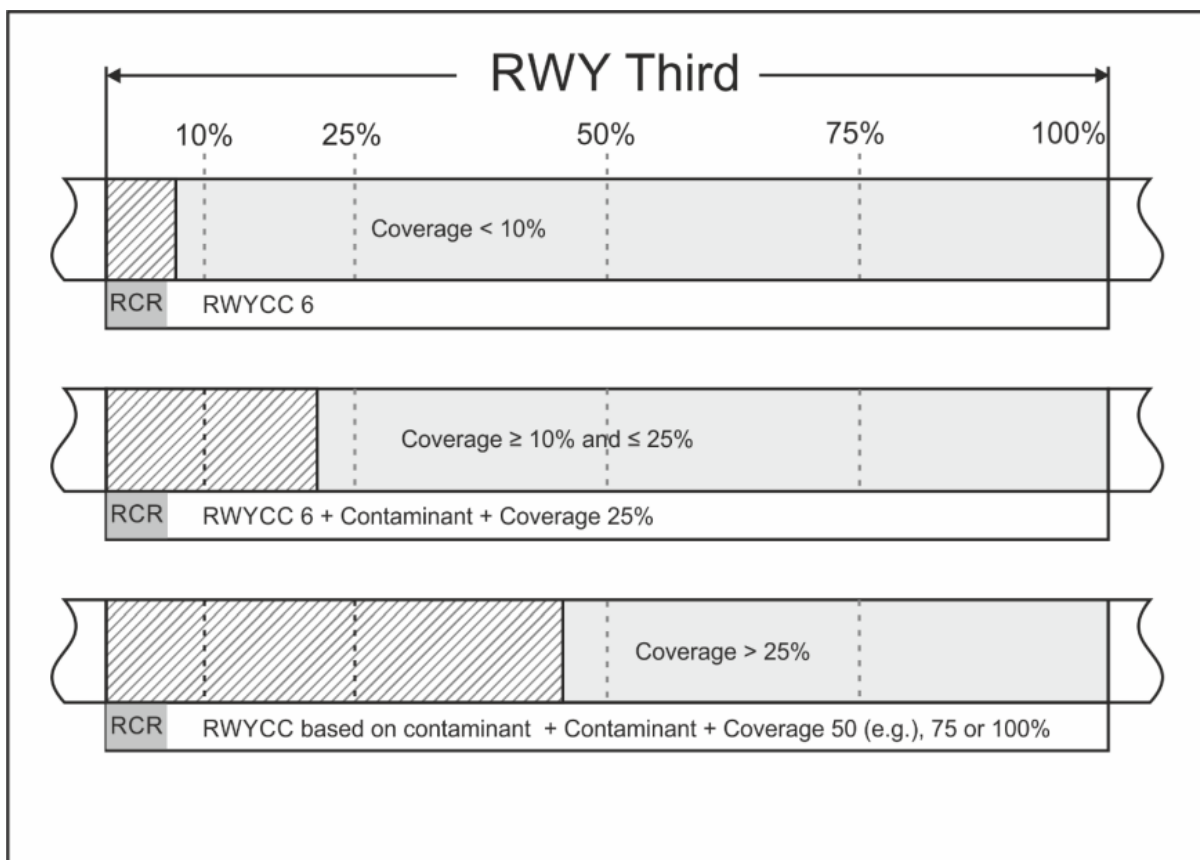 RWY Third
10% 25% 50% 75% 100%
Coverage < 10%
RCR RWYCC 6
Coverage ≥ 10% and ≤ 25%
RCR RWYCC 6 + Contaminant + Coverage 25%
Coverage > 25%
RCR RWYCC based on contaminant + Contaminant + Coverage 50 (e.g.), 75 or 100%